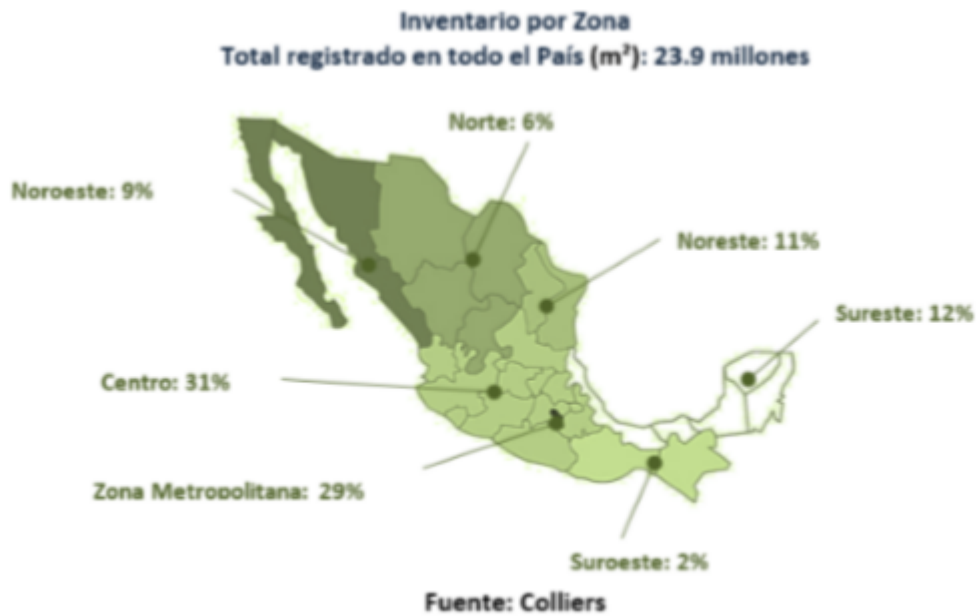 Inventario por Zona
Total registrado en todo el País (m²): 23.9 millones
Norte: 6%
Noroeste: 9%
Noreste: 11%
Sureste: 12%
Centro: 31%
Zona Metropolitana: 29%
Suroeste: 2%
Fuente: Colliers